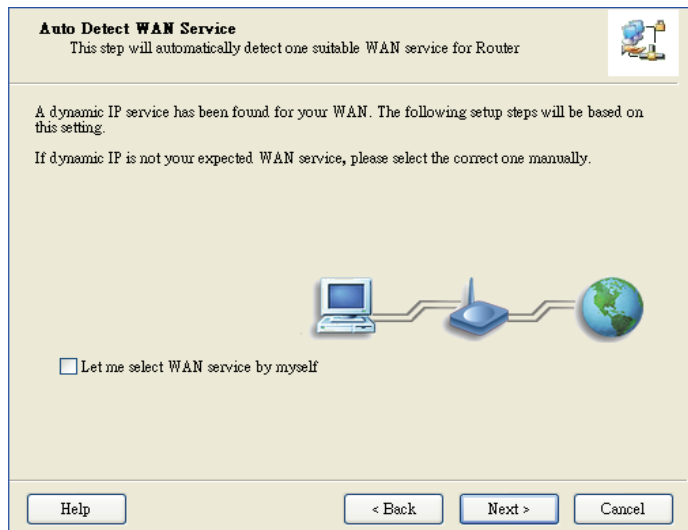 Auto Detect WAN Service
This step will automatically detect one suitable WAN service for Router
A dynamic IP service has been found for your WAN. The following setup steps will be based on
this setting.
If dynamic IP is not your expected WAN service, please select the correct one manually.
Let me select WAN service by myself
Help
< Back
Next >
Cancel